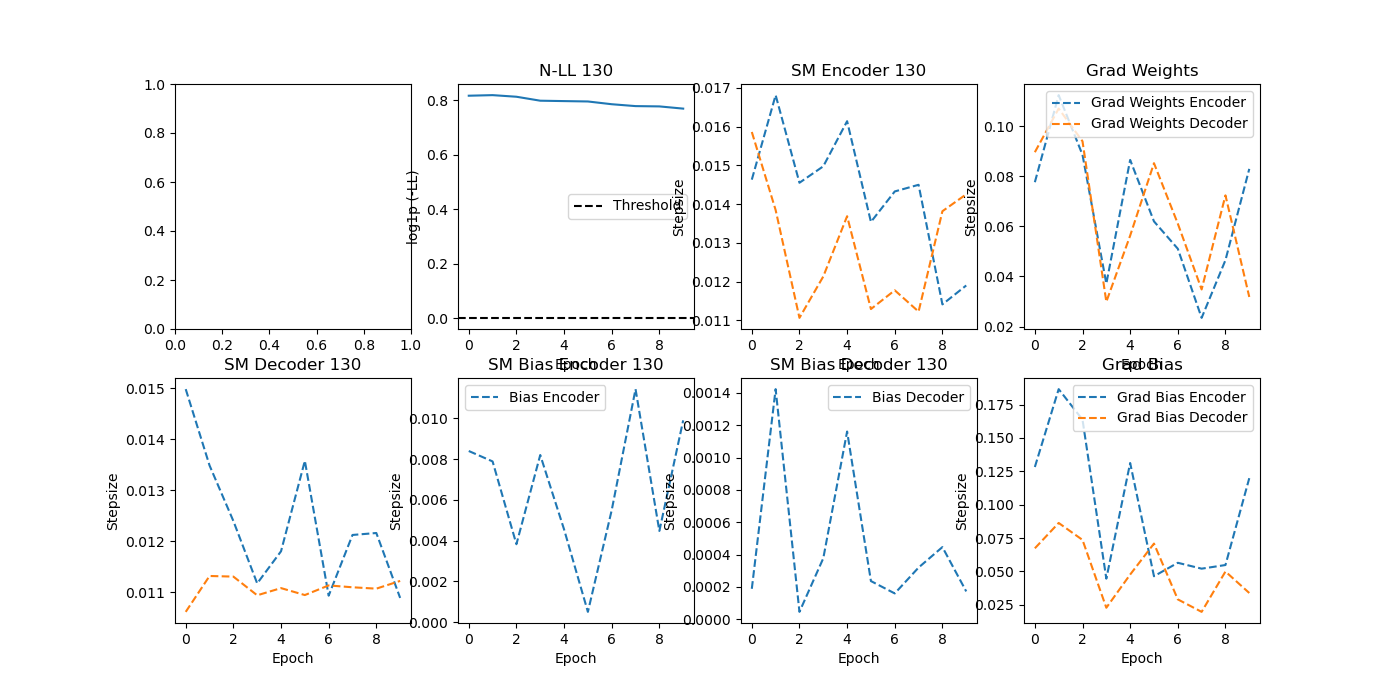 N-LL 130
SM Encoder 130
Grad Weights
1.0
0.8
0.6
0.4
0.2
0.0
0.0 0.2 0.4 0.6 0.8 1.0
log1p (-LL)
0.8
0.6
0.4
0.2
0.0
Threshold
0 2 4 6 8
Epoch
Stepsize
0.017
0.016
0.015
0.014
0.013
0.012
0.011
0 2 4 6 8
Epoch
Stepsize
0.10
0.08
0.06
0.04
0.02
Grad Weights Encoder
Grad Weights Decoder
0 2 4 6 8
Epoch
SM Decoder 130
SM Bias Encoder 130
SM Bias Decoder 130
Grad Bias
Stepsize
0.015
0.014
0.013
0.012
0.011
0 2 4 6 8
Epoch
Stepsize
0.010
0.008
0.006
0.004
0.002
0.000
Bias Encoder
0 2 4 6 8
Epoch
Stepsize
0.0014
0.0012
0.0010
0.0008
0.0006
0.0004
0.0002
0.0000
Bias Decoder
0 2 4 6 8
Epoch
Stepsize
0.175
0.150
0.125
0.100
0.075
0.050
0.025
Grad Bias Encoder
Grad Bias Decoder
0 2 4 6 8
Epoch